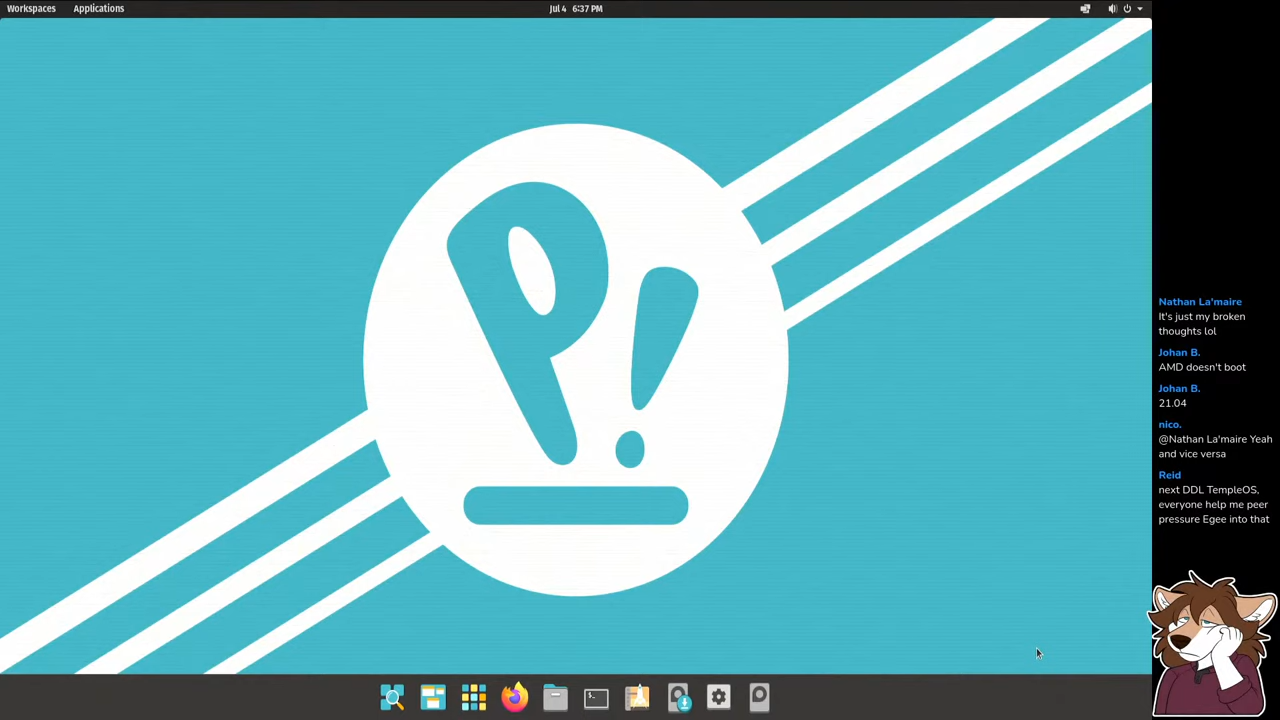 Workspaces
Applications
Jul 4 6:37 PM
P!
Nathan La'maire
It's just my broken
thoughts lol
Johan B.
AMD doesn't boot
Johan B.
21.04
nico.
@Nathan La'maire Yeah
and vice versa
Reid
next DDL TempleOS,
everyone help me peer
pressure Egee into that